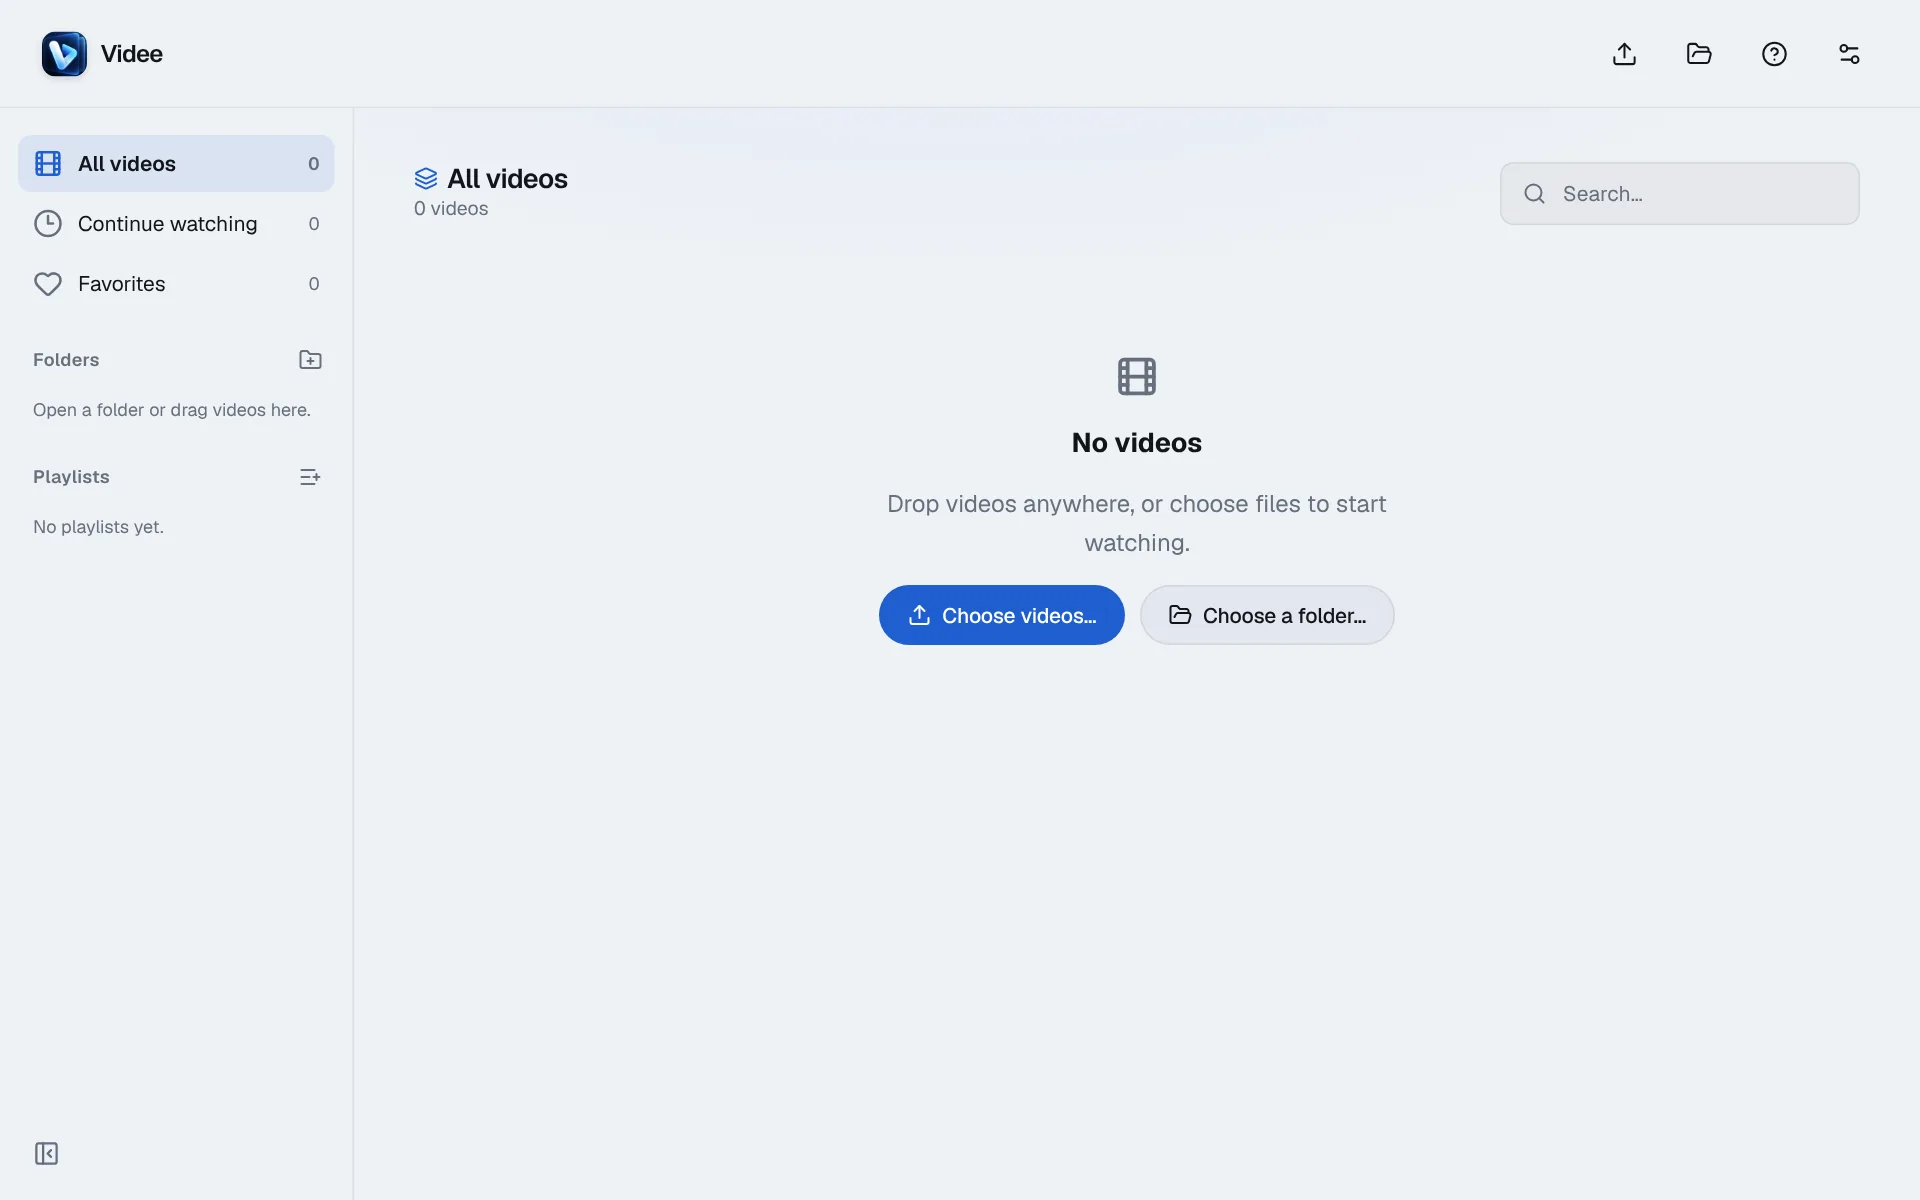 Videe
All videos 0
Continue watching 0
Favorites 0
Folders
Open a folder or drag videos here.
Playlists
No playlists yet.
All videos
0 videos
Search...
No videos
Drop videos anywhere, or choose files to start
watching.
Choose videos...
Choose a folder...